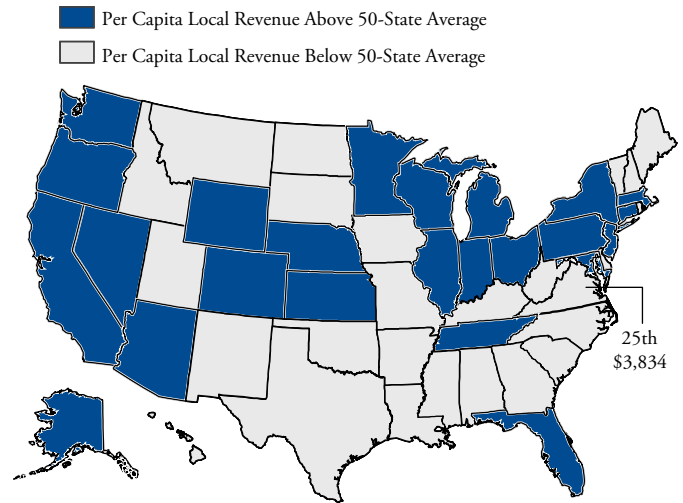 Per Capita Local Revenue Above 50-State Average
Per Capita Local Revenue Below 50-State Average
25th
$3,834